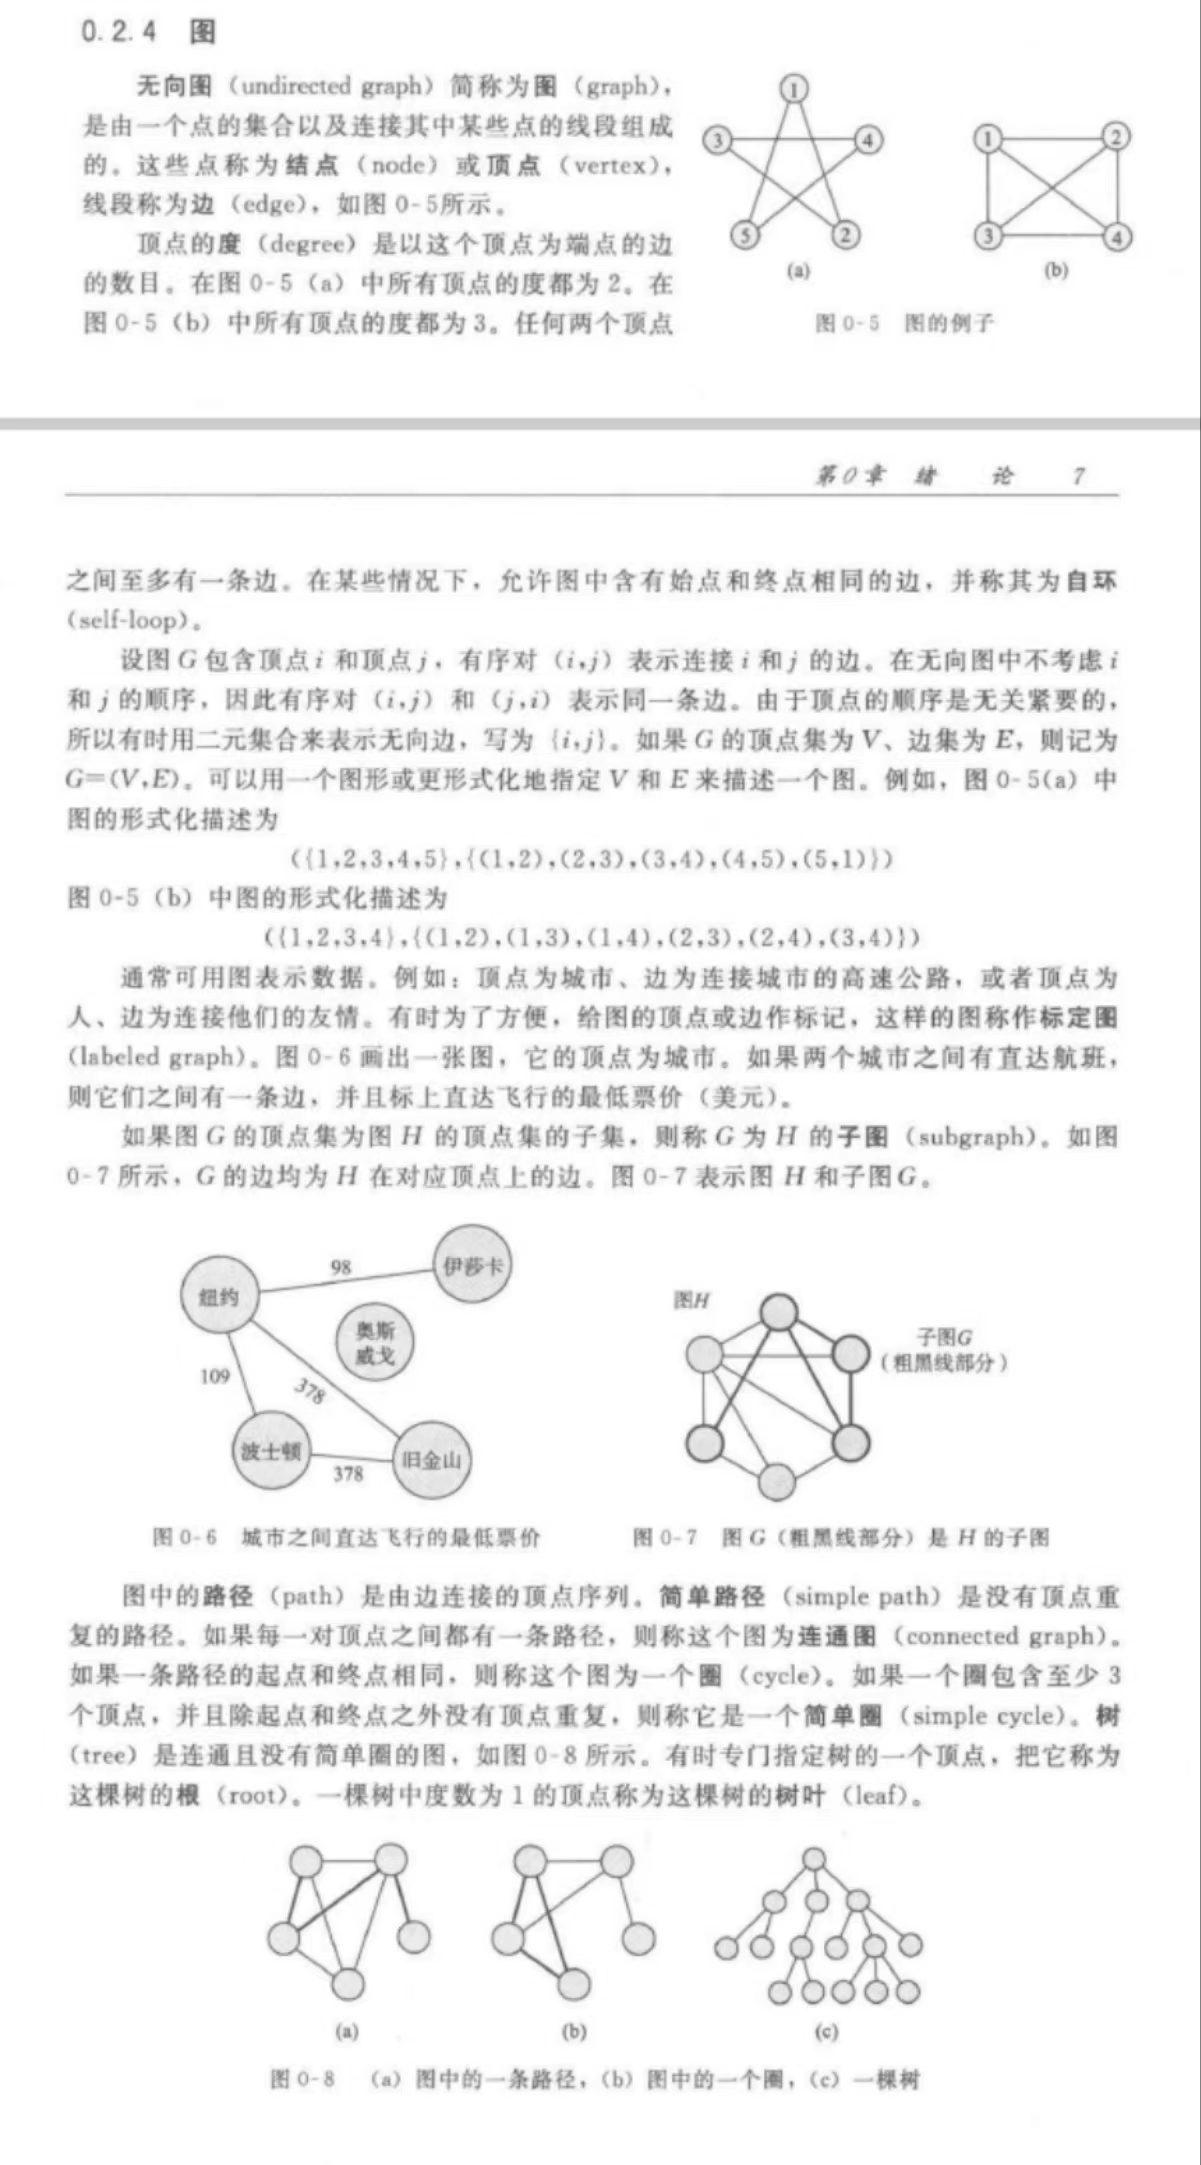 0.2.4 图
无向图（undirected graph）简称为图（graph），
是由一个点的集合以及连接其中某些点的线段组成
的。这些点称为结点（node）或顶点（vertex），
线段称为边（edge），如图 0-5所示。
顶点的度（degree）是以这个顶点为端点的边
的数目。在图 0-5（a）中所有顶点的度都为 2。在
图 0-5（b）中所有顶点的度都为 3。任何两个顶点
1
3 4
5 2
(a)
1 2
3 4
(b)
图 0-5 图的例子
第0章 绪 论 7
之间至多有一条边。在某些情况下，允许图中含有始点和终点相同的边，并称其为自环
（self-loop）。
设图 G 包含顶点 i 和顶点 j，有序对（i,j）表示连接 i 和 j 的边。在无向图中不考虑 i
和 j 的顺序，因此有序对（i,j）和（j,i）表示同一条边。由于顶点的顺序是无关紧要的，
所以有时用二元集合来表示无向边，写为 {i,j}。如果 G 的顶点集为 V、边集为 E，则记为
G=(V,E)。可以用一个图形或更形式化地指定 V 和 E 来描述一个图。例如，图 0-5(a) 中
图的形式化描述为
({1,2,3,4,5},{(1,2),(2,3),(3,4),(4,5),(5,1)})
图 0-5（b）中图的形式化描述为
({1,2,3,4},{(1,2),(1,3),(1,4),(2,3),(2,4),(3,4)})
通常可用图表示数据。例如：顶点为城市、边为连接城市的高速公路，或者顶点为
人、边为连接他们的友情。有时为了方便，给图的顶点或边作标记，这样的图称作标定图
(labeled graph)。图 0-6 画出一张图，它的顶点为城市。如果两个城市之间有直达航班，
则它们之间有一条边，并且标上直达飞行的最低票价（美元）。
如果图 G 的顶点集为图 H 的顶点集的子集，则称 G 为 H 的子图（subgraph）。如图
0-7 所示，G 的边均为 H 在对应顶点上的边。图 0-7 表示图 H 和子图 G。
纽约
98
伊莎卡
奥斯
威戈
109
378
波士顿
378
旧金山
图 0-6 城市之间直达飞行的最低票价
图H
子图G
（粗黑线部分）
图 0-7 图 G（粗黑线部分）是 H 的子图
图中的路径（path）是由边连接的顶点序列。简单路径（simple path）是没有顶点重
复的路径。如果每一对顶点之间都有一条路径，则称这个图为连通图（connected graph）。
如果一条路径的起点和终点相同，则称这个图为一个圈（cycle）。如果一个圈包含至少 3
个顶点，并且除起点和终点之外没有顶点重复，则称它是一个简单圈（simple cycle）。树
（tree）是连通且没有简单圈的图，如图 0-8 所示。有时专门指定树的一个顶点，把它称为
这棵树的根（root）。一棵树中度数为 1 的顶点称为这棵树的树叶（leaf）。
(a)
(b)
(c)
图 0-8 （a）图中的一条路径，（b）图中的一个圈，（c）一棵树